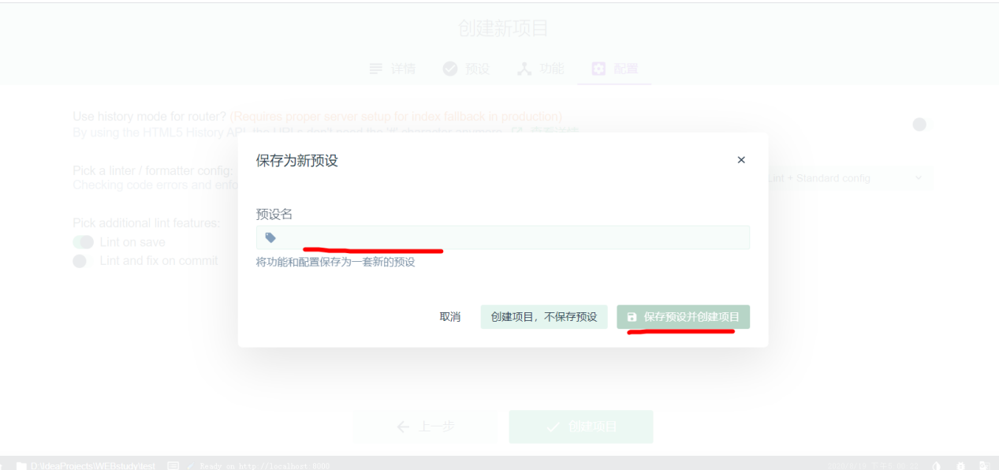 创建新项目
详情 预设 功能 配置
Use history mode for router? (Requires proper server setup for index fallback in production)
By using the HTML5 History API, the URLs don't need the '#' character anymore. 查看详情
保存为新预设
Pick a linter / formatter config:
Checking code errors and enfo
int + Standard config
预设名
Pick additional lint features:
Lint on save
将功能和配置保存为一套新的预设
Lint and fix on commit
取消 创建项目，不保存预设 保存预设并创建项目
上一步 创建项目
D:\IdeaProjects\WEBstudy\test Ready on http://localhost:8000